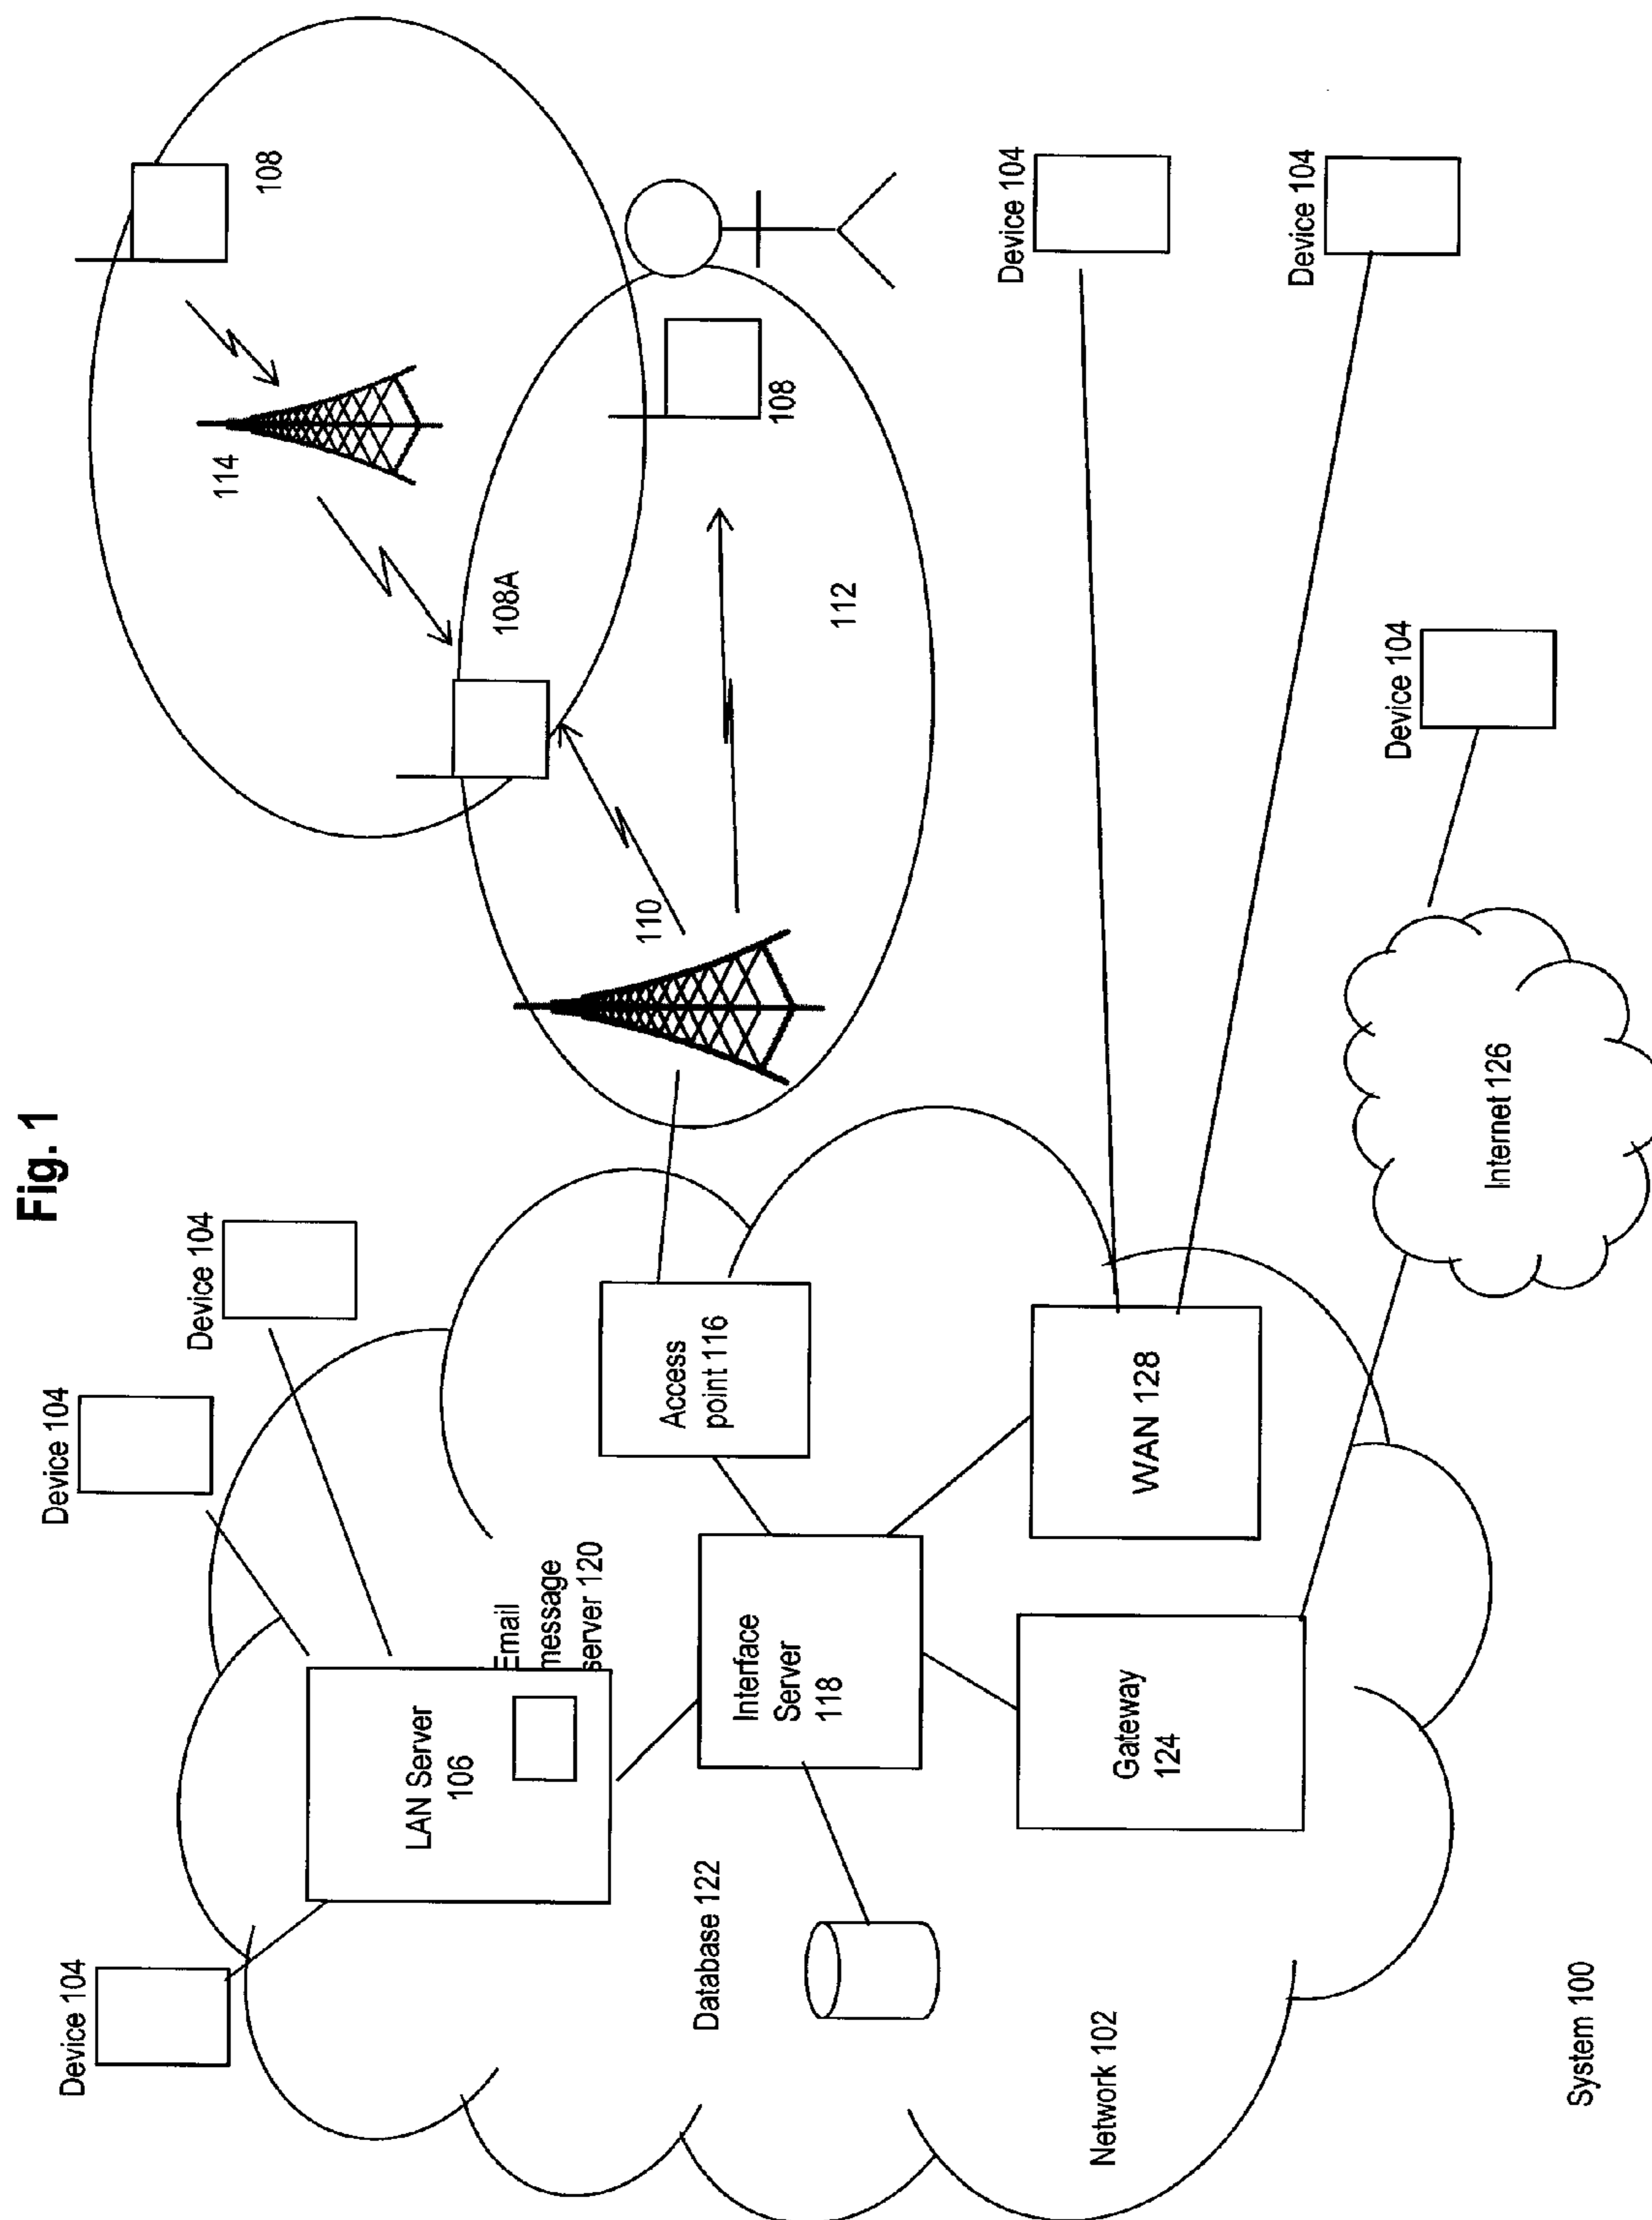 Fig. 1
Device 104
Device 104
Device 104
114
108
LAN Server
106
108A
Email
message
server 120
110
Access
point 116
Database 122
Interface
Server
118
108
112
Device 104
Network 102
Gateway
124
WAN 128
Device 104
Device 104
Internet 126
System 100